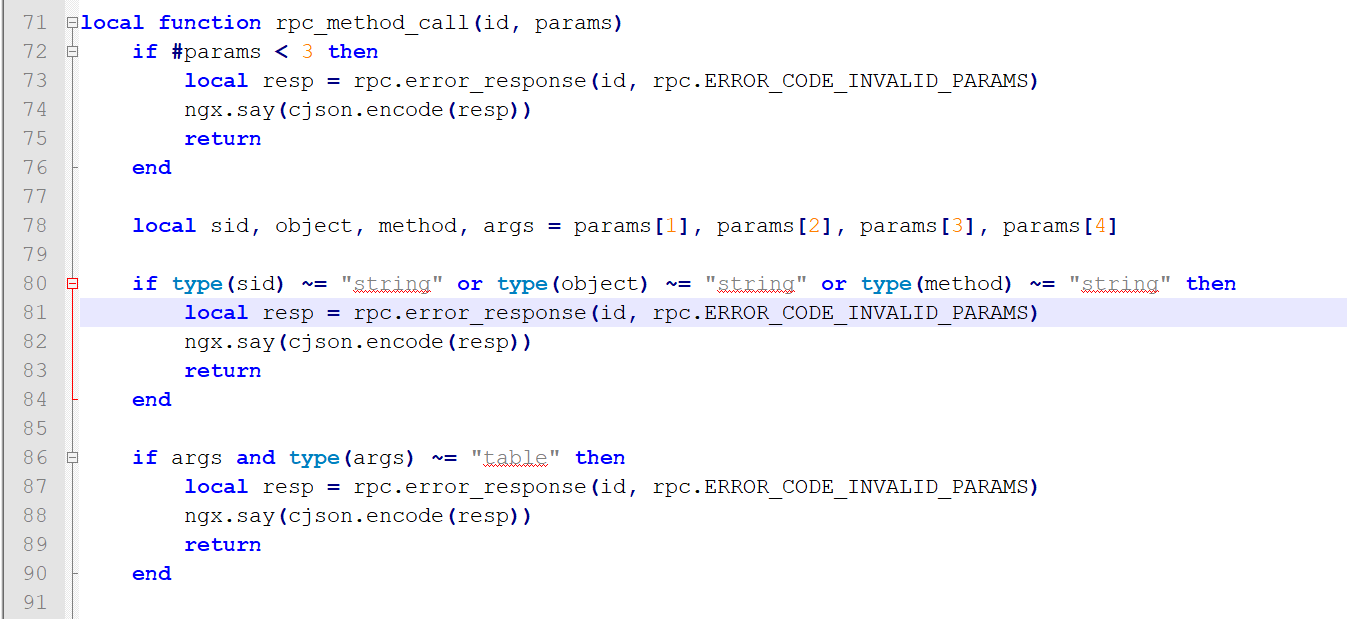 71 local function rpc_method_call(id, params)
72     if #params < 3 then
73         local resp = rpc.error_response(id, rpc.ERROR_CODE_INVALID_PARAMS)
74         ngx.say(cjson.encode(resp))
75         return
76     end
77
78     local sid, object, method, args = params[1], params[2], params[3], params[4]
79
80     if type(sid) ~= "string" or type(object) ~= "string" or type(method) ~= "string" then
81         local resp = rpc.error_response(id, rpc.ERROR_CODE_INVALID_PARAMS)
82         ngx.say(cjson.encode(resp))
83         return
84     end
85
86     if args and type(args) ~= "table" then
87         local resp = rpc.error_response(id, rpc.ERROR_CODE_INVALID_PARAMS)
88         ngx.say(cjson.encode(resp))
89         return
90     end
91